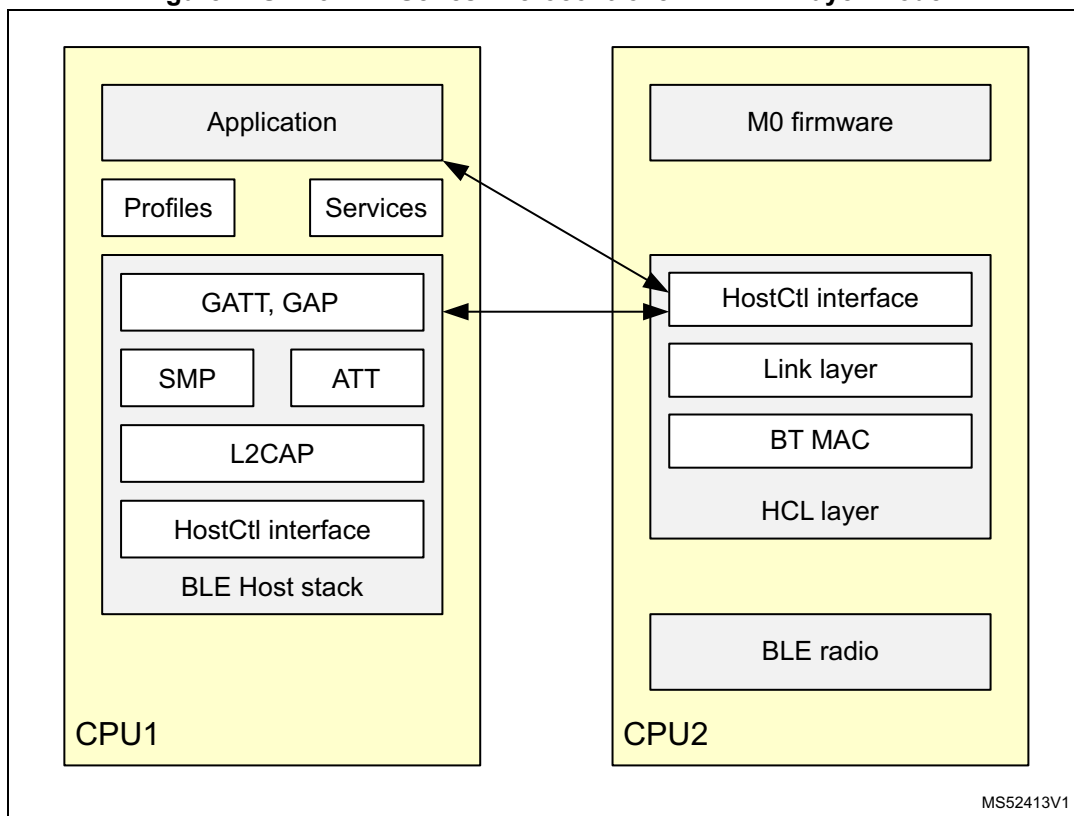 Application
Profiles
Services
GATT, GAP
SMP
ATT
L2CAP
HostCtl interface
BLE Host stack
CPU1
M0 firmware
HostCtl interface
Link layer
BT MAC
HCL layer
BLE radio
CPU2
MS52413V1